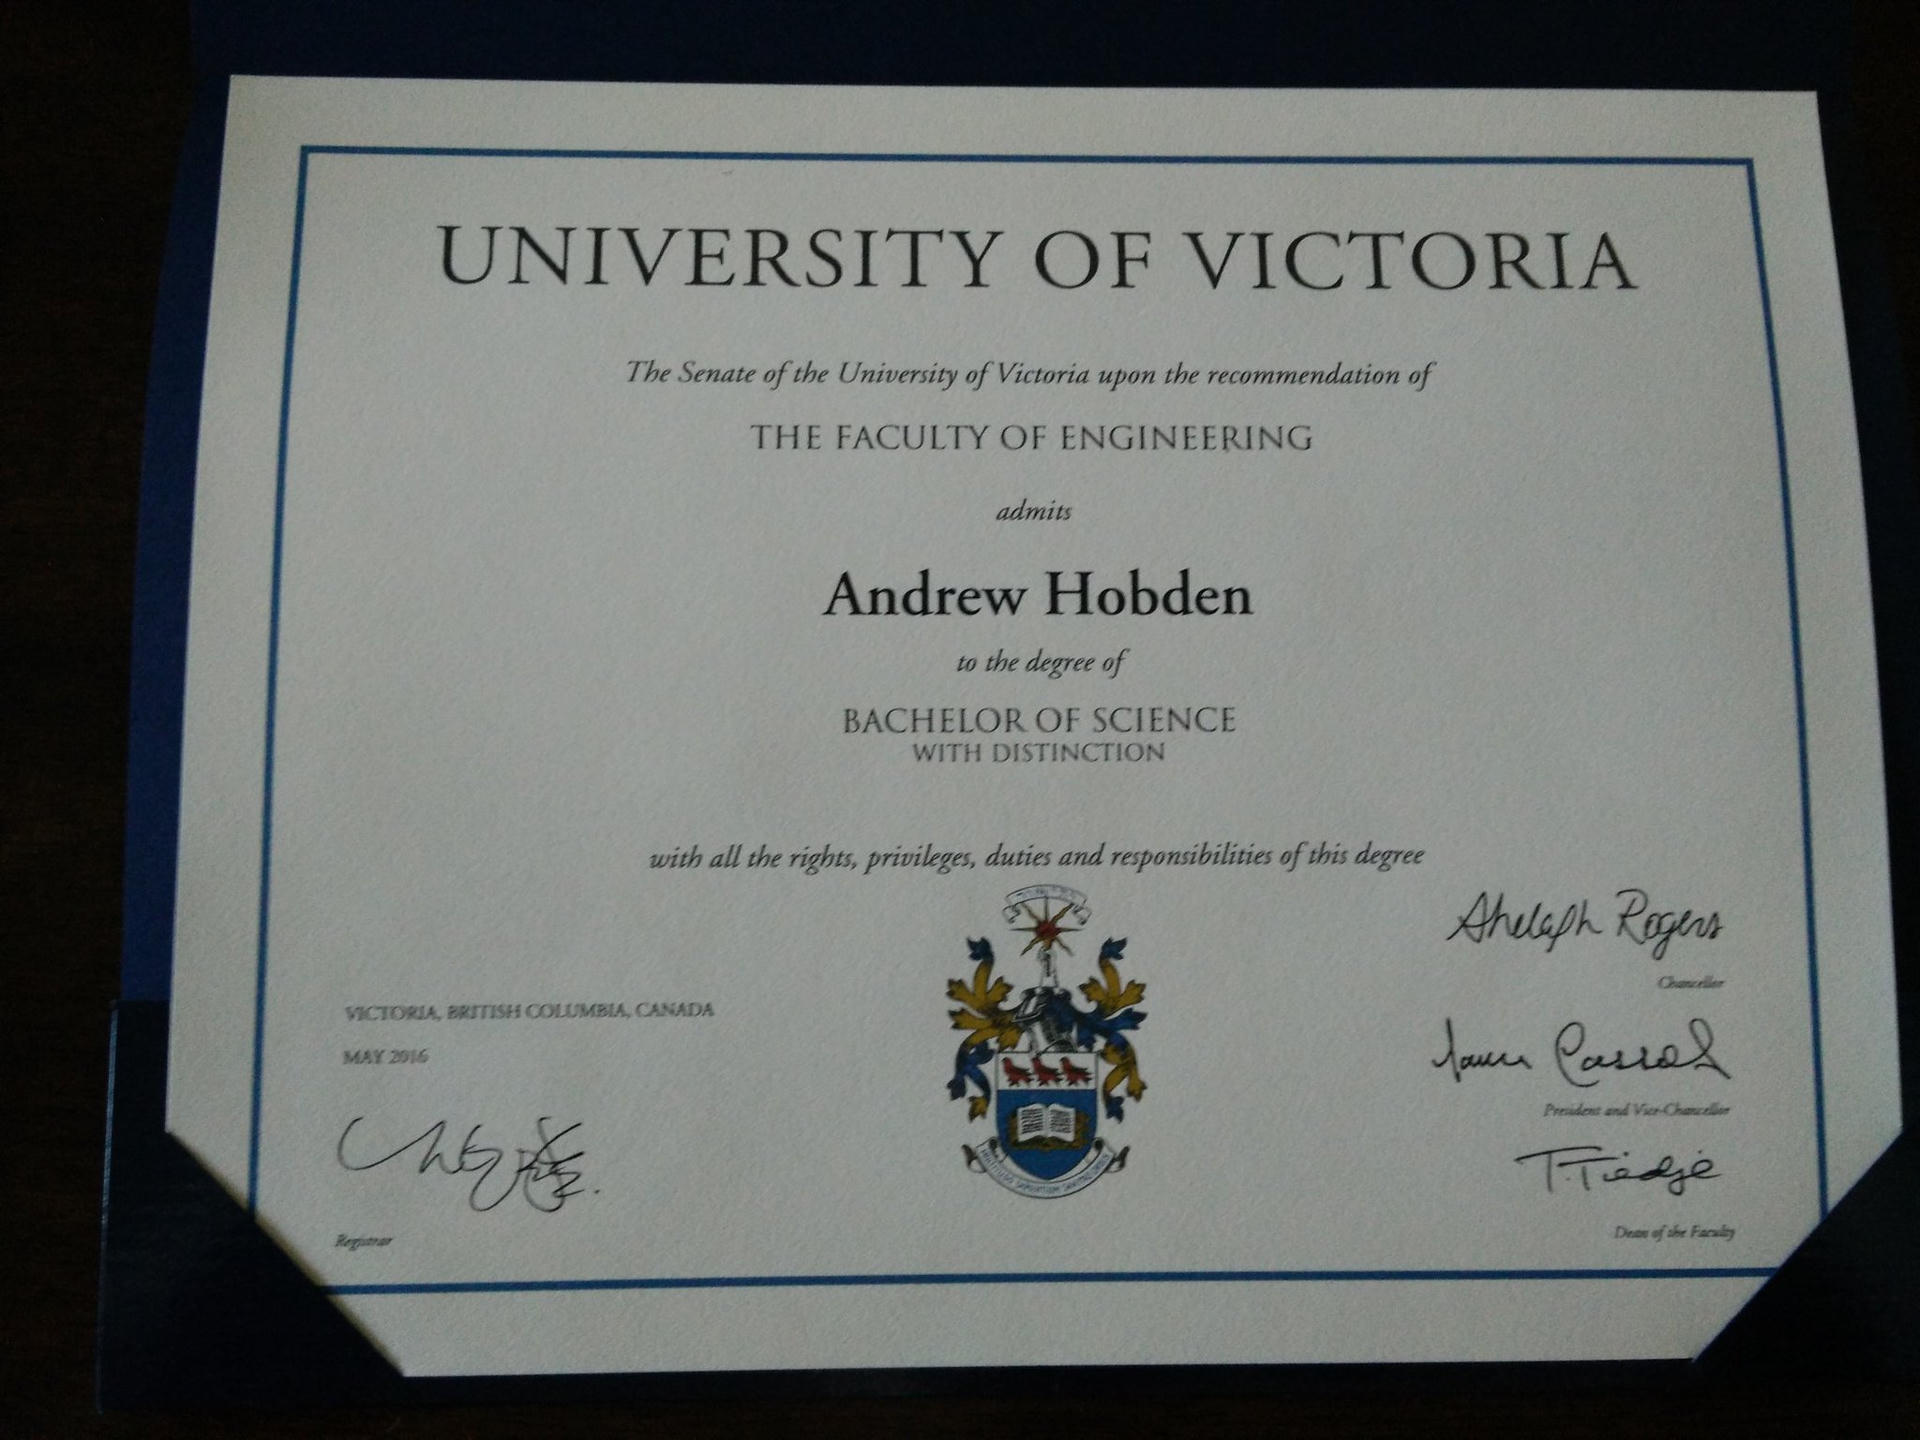 UNIVERSITY OF VICTORIA
The Senate of the University of Victoria upon the recommendation of
THE FACULTY OF ENGINEERING
admits
Andrew Hobden
to the degree of
BACHELOR OF SCIENCE
WITH DISTINCTION
with all the rights, privileges, duties and responsibilities of this degree
Shelagh Rogers
Chancellor
VICTORIA, BRITISH COLUMBIA, CANADA
MAY 2016
President and Vice-Chancellor
T. Tiedje
Registrar
Dean of the Faculty